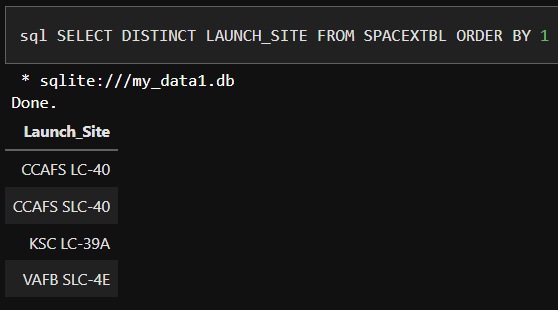 sql SELECT DISTINCT LAUNCH_SITE FROM SPACEXTBL ORDER BY 1
* sqlite:///my_data1.db
Done.
Launch_Site
CCAFS LC-40
CCAFS SLC-40
KSC LC-39A
VAFB SLC-4E